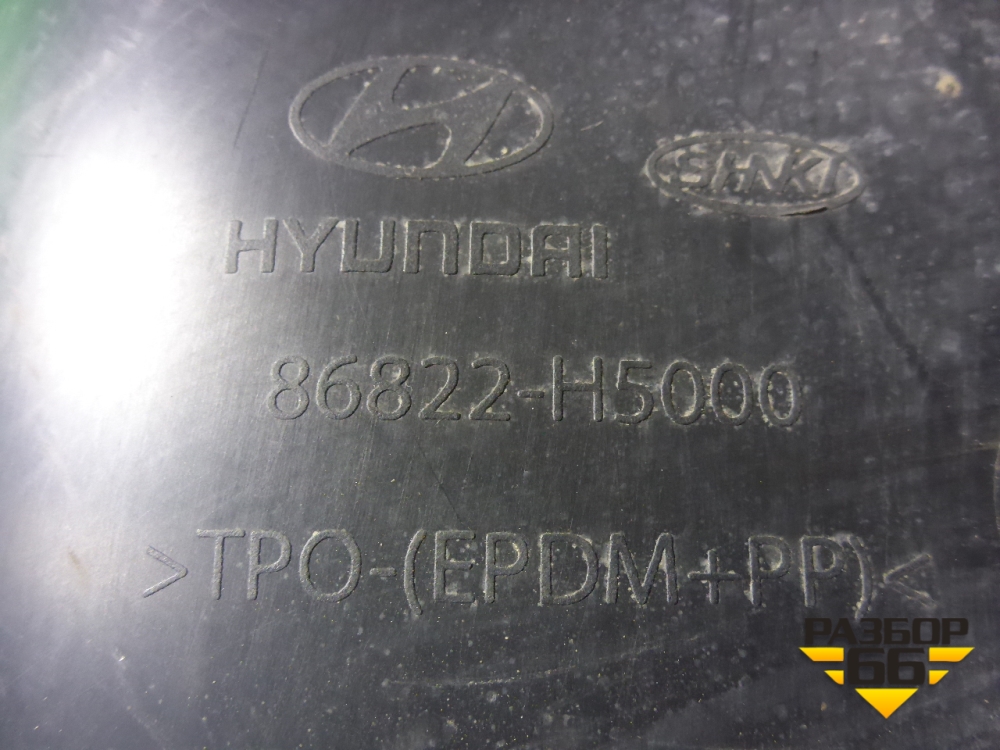 SHNKI
HYUNDAI
86822-H5000
>TPO-(EPDM+PP)<
РАЗБОР
66